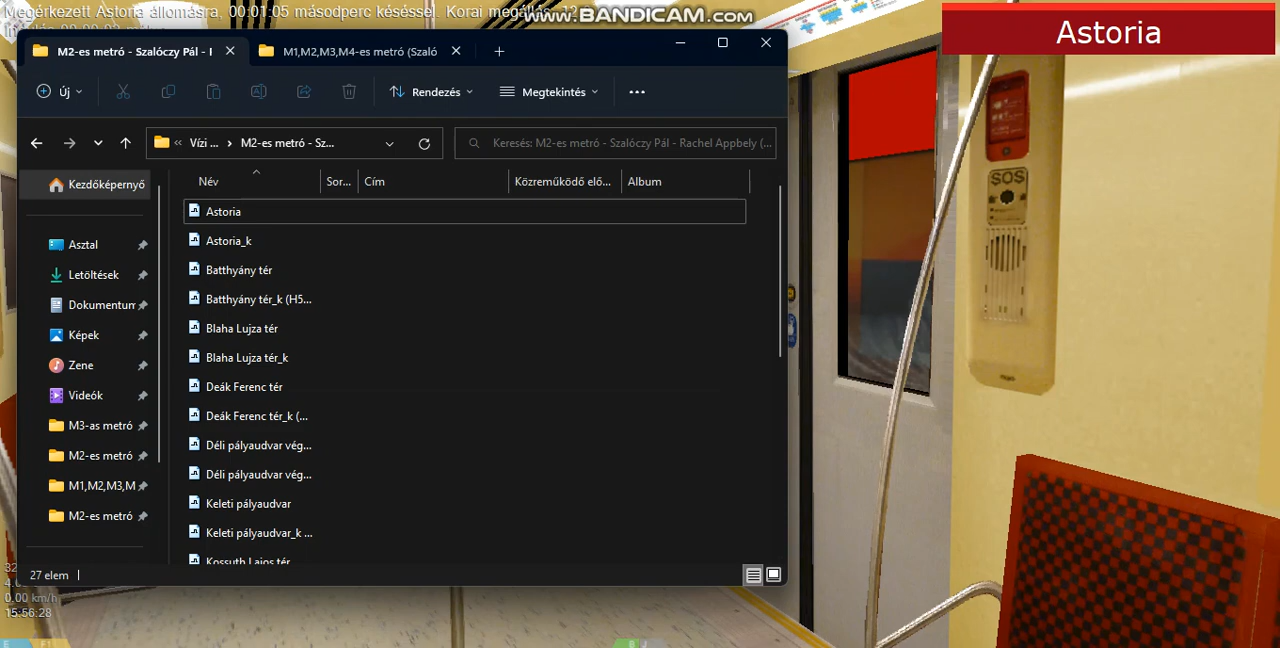 Megérkezett Astoria állomásra, 00:01:05 másodperc késéssel. Korai megállás, 12
www.BANDICAM.com
Astoria
M2-es metró - Szalóczy Pál - I
M1,M2,M3,M4-es metró (Szaló
Új
Rendezés
Megtekintés
Vízi ...
M2-es metró - Sz...
Keresés: M2-es metró - Szalóczy Pál - Rachel Appbely (...
Kezdőképernyő
Név
Sor...
Cím
Közreműködő elő...
Album
SOS
Astoria
Astoria_k
Asztal
Batthyány tér
Letöltések
Batthyány tér_k (H5...
Dokumentum
Blaha Lujza tér
Képek
Blaha Lujza tér_k
Zene
Deák Ferenc tér
Videók
Deák Ferenc tér_k (...
M3-as metró
Déli pályaudvar vég...
M2-es metró
Déli pályaudvar vég...
M1,M2,M3,M
Keleti pályaudvar
M2-es metró
Keleti pályaudvar_k ...
Kossuth Lajos tér
27 elem
0.00 km/h
15:56:28
E
F1